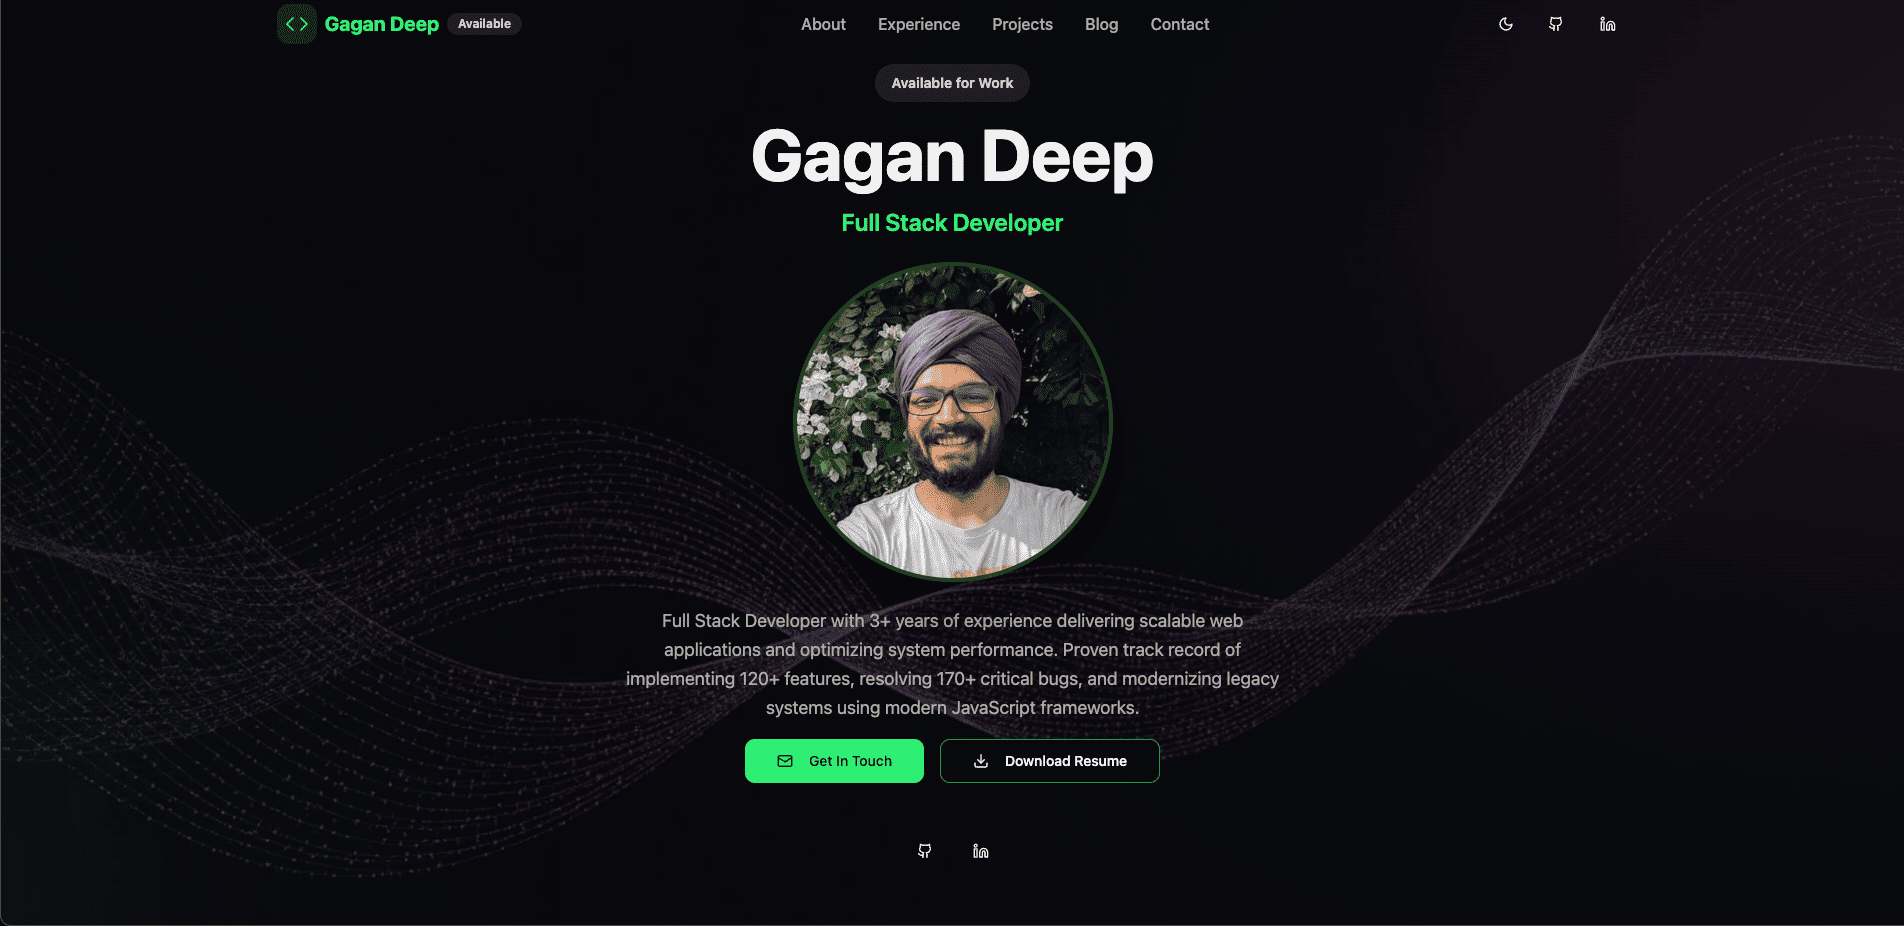 Gagan Deep Available About Experience Projects Blog Contact
Available for Work
Gagan Deep
Full Stack Developer
Full Stack Developer with 3+ years of experience delivering scalable web
applications and optimizing system performance. Proven track record of
implementing 120+ features, resolving 170+ critical bugs, and modernizing legacy
systems using modern JavaScript frameworks.
Get In Touch Download Resume